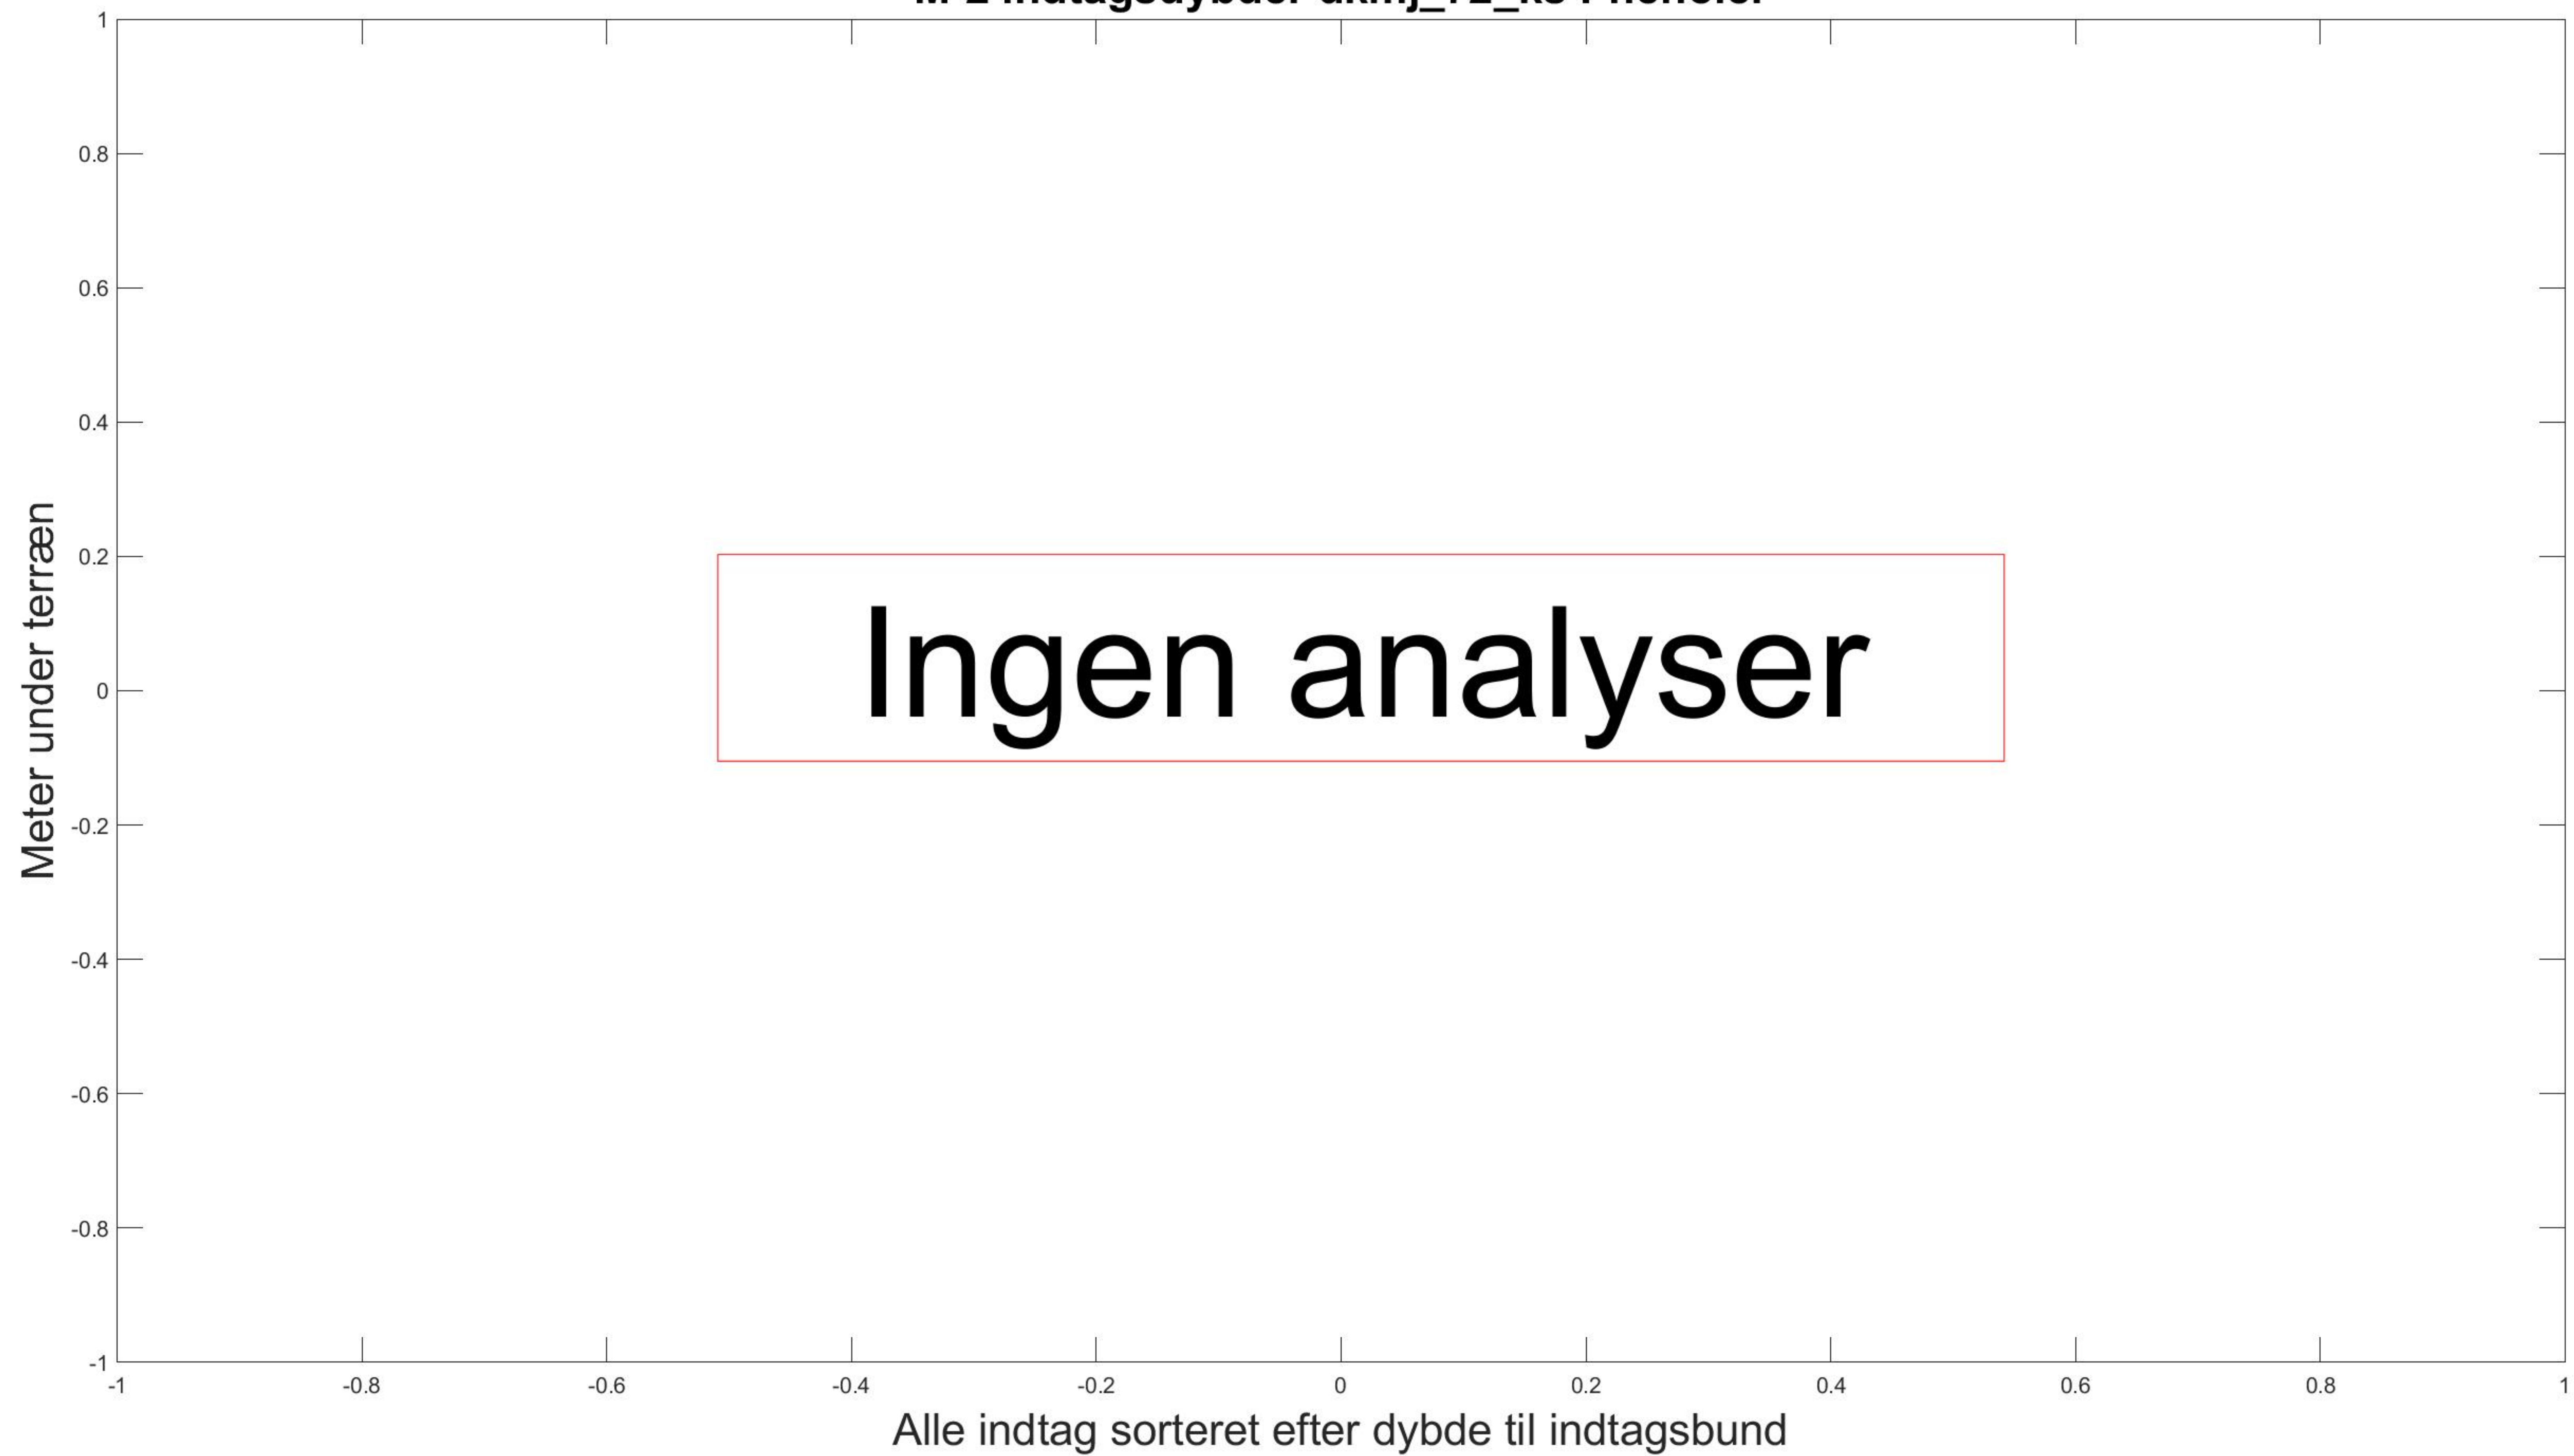 Meter under terræn
1
0.8
0.6
0.4
0.2
0
-0.2
-0.4
-0.6
-0.8
-1
Ingen analyser
-1 -0.8 -0.6 -0.4 -0.2 0 0.2 0.4 0.6 0.8 1
Alle indtag sorteret efter dybde til indtagsbund